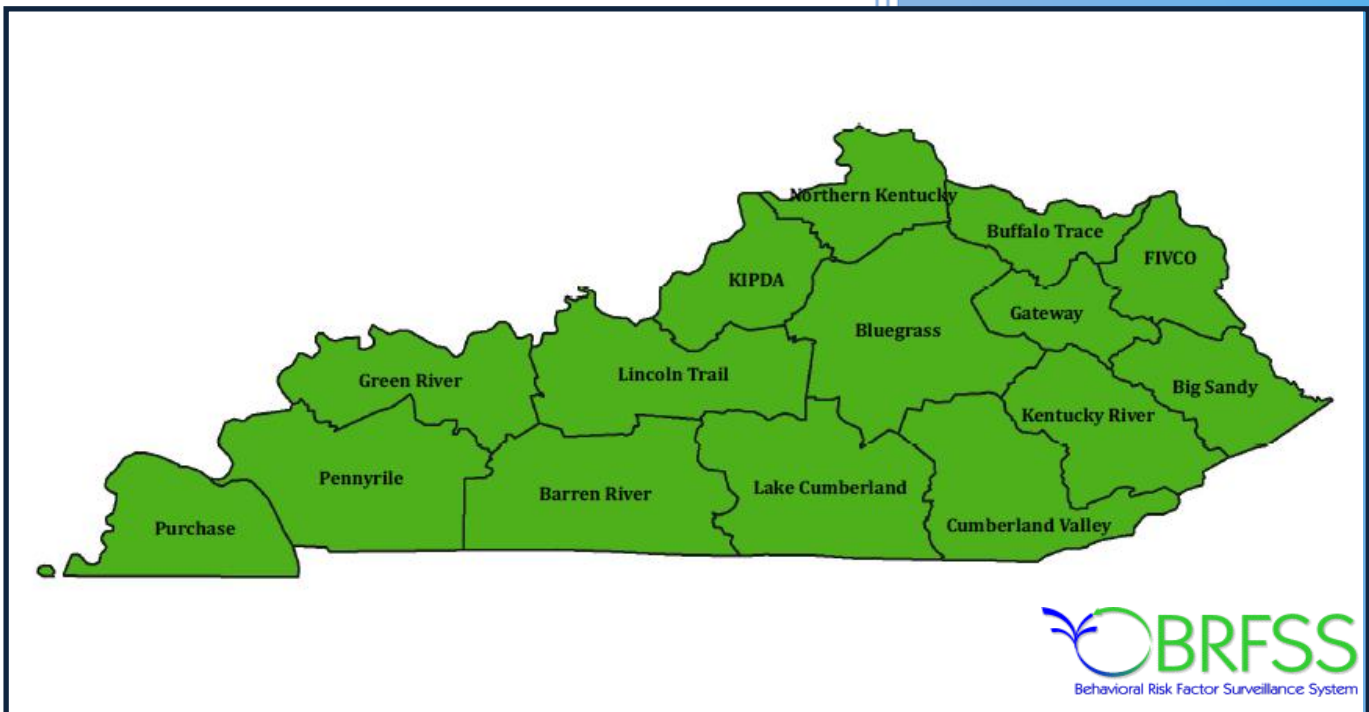 Northern Kentucky
Buffalo Trace
FIVCO
KIPDA
Gateway
Bluegrass
Lincoln Trail
Green River
Big Sandy
Kentucky River
Pennyrile
Barren River
Lake Cumberland
Purchase
Cumberland Valley
BRFSS
Behavioral Risk Factor Surveillance System